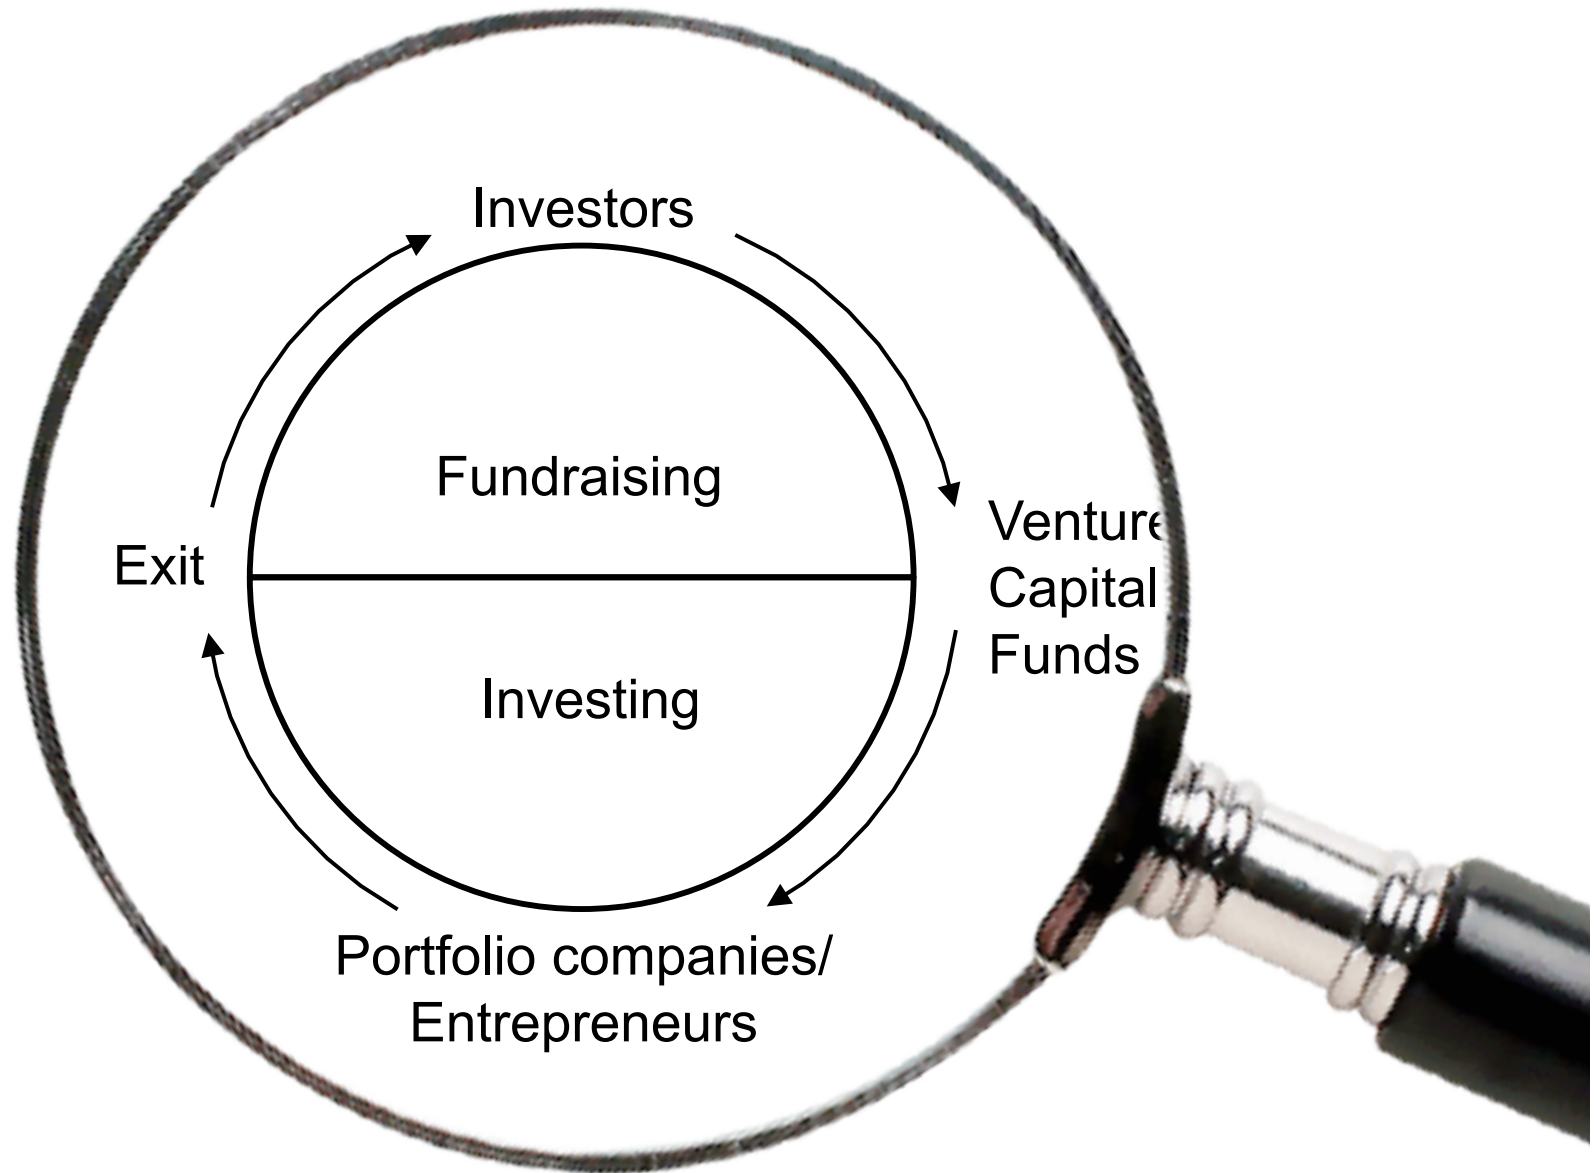 Investors
Fundraising
Exit
Venture
Capital
Funds
Investing
Portfolio companies/
Entrepreneurs